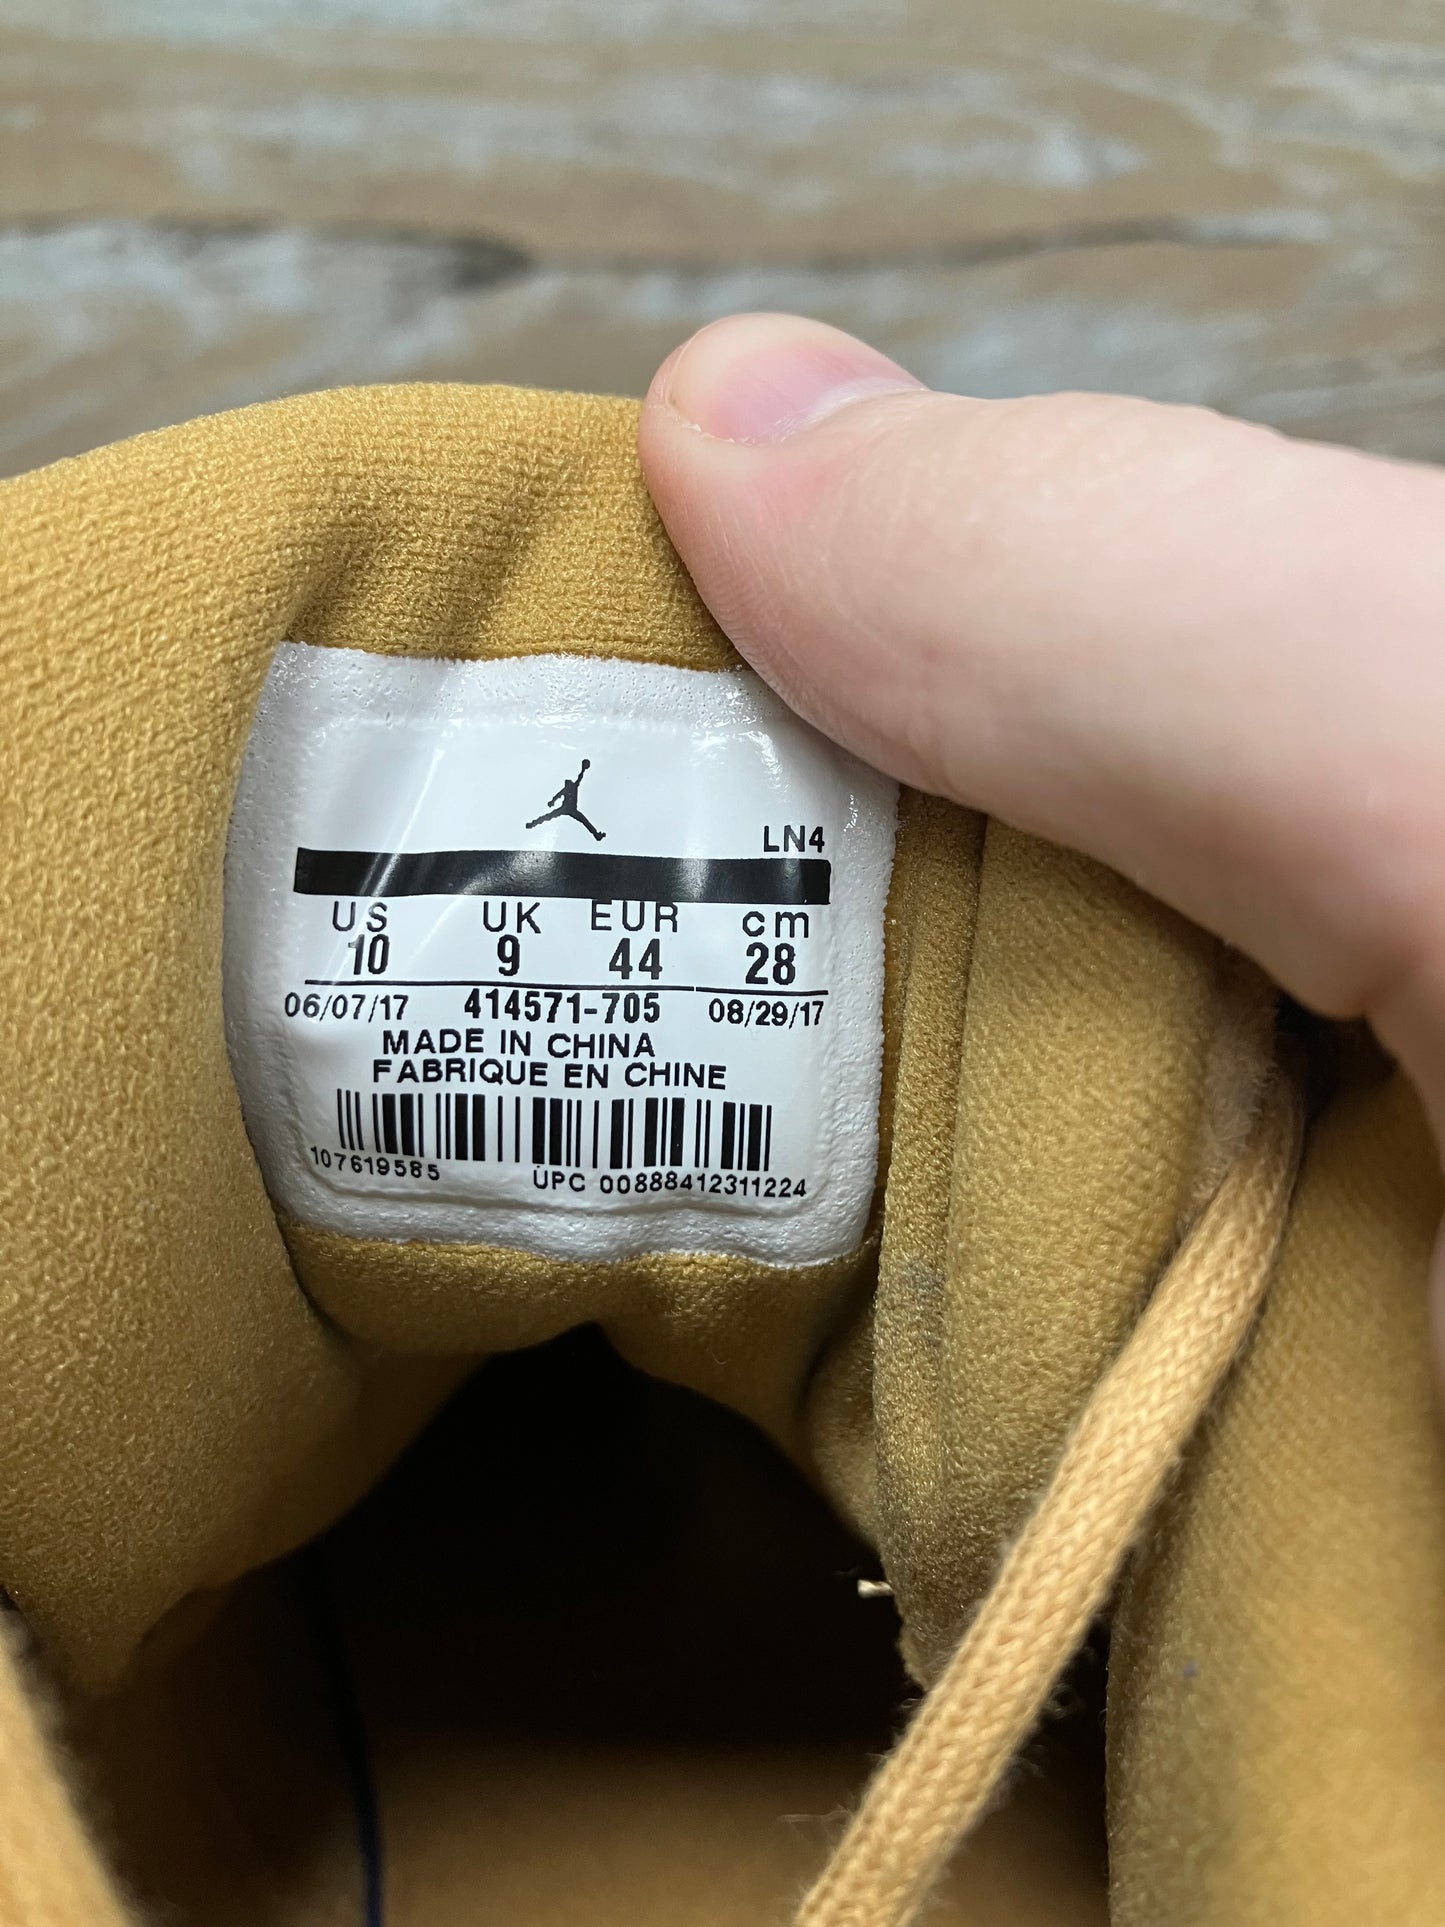 LN4
US UK EUR cm
10 9 44 28
06/07/17 414571-705 08/29/17
MADE IN CHINA
FABRIQUE EN CHINE
107619585 UPC 00888412311224